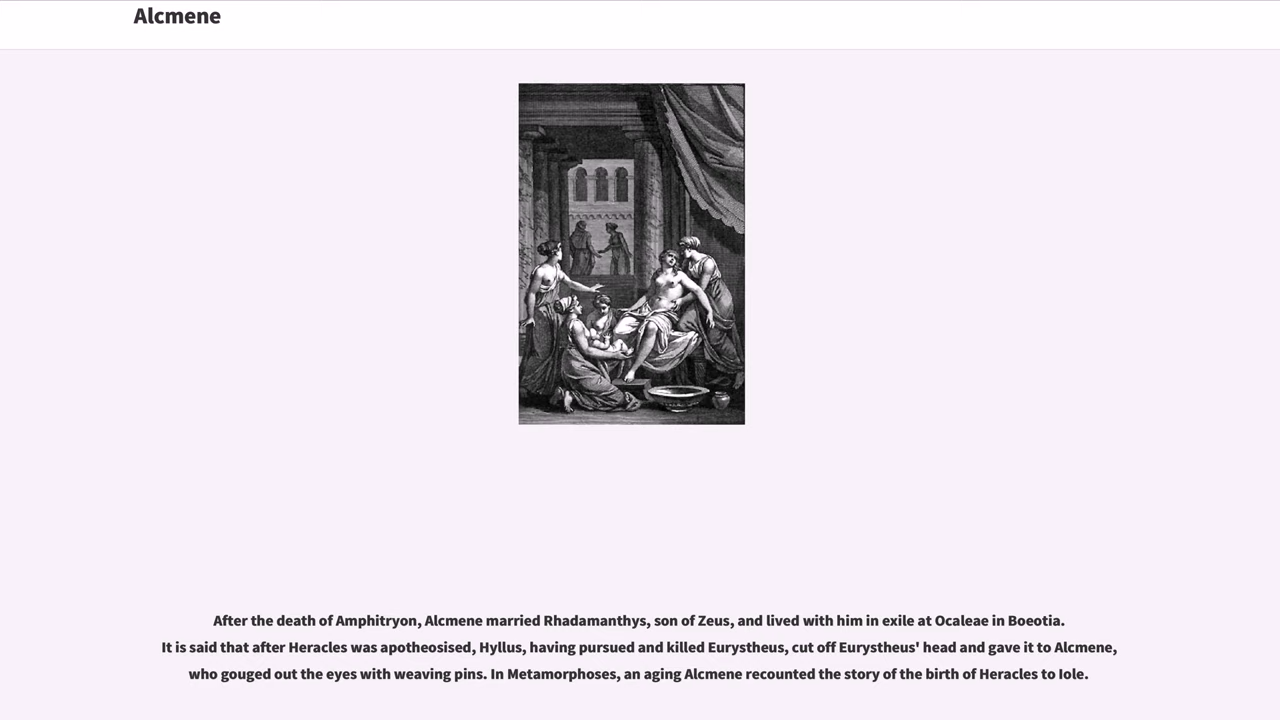 Alcmene
After the death of Amphitryon, Alcmene married Rhadamanthys, son of Zeus, and lived with him in exile at Ocaleae in Boeotia.
It is said that after Heracles was apotheosised, Hyllus, having pursued and killed Eurystheus, cut off Eurystheus' head and gave it to Alcmene,
who gouged out the eyes with weaving pins. In Metamorphoses, an aging Alcmene recounted the story of the birth of Heracles to Iole.